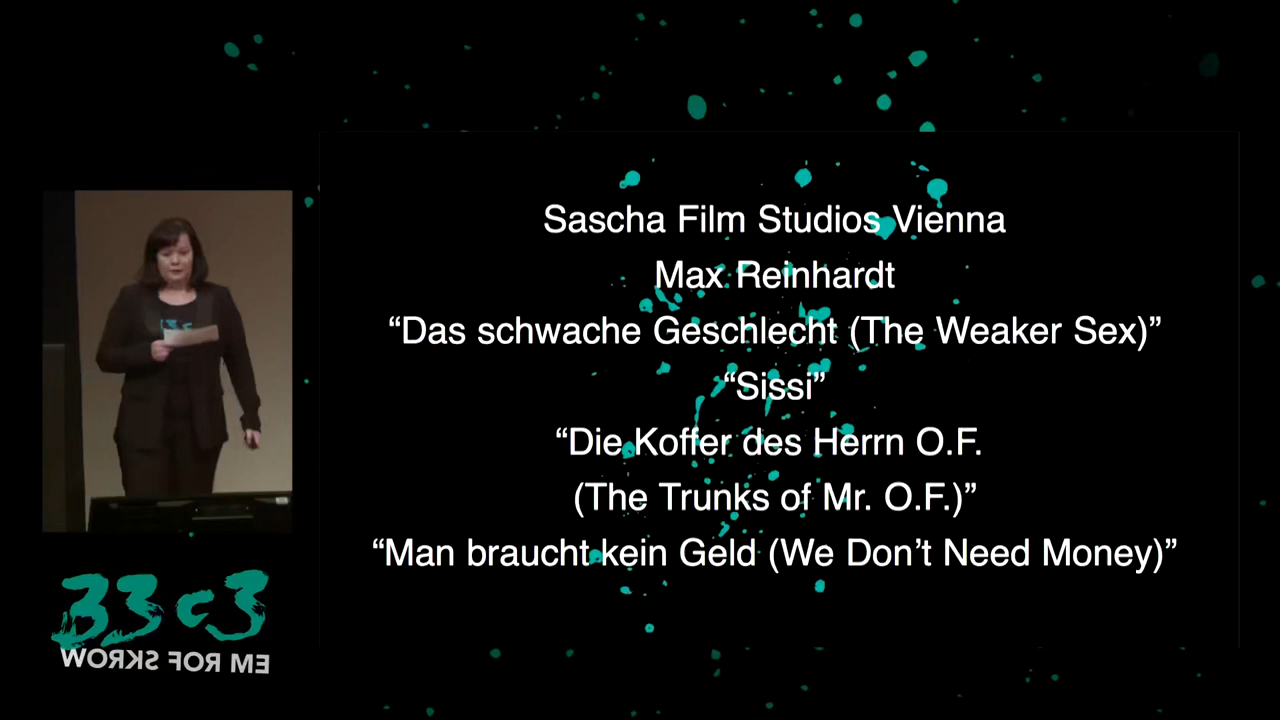 Sascha Film Studios Vienna
Max Reinhardt
“Das schwache Geschlecht (The Weaker Sex)”
“Sissi”
“Die Koffer des Herrn O.F.
(The Trunks of Mr. O.F.)”
“Man braucht kein Geld (We Don’t Need Money)”
33c3
WORKS FOR ME